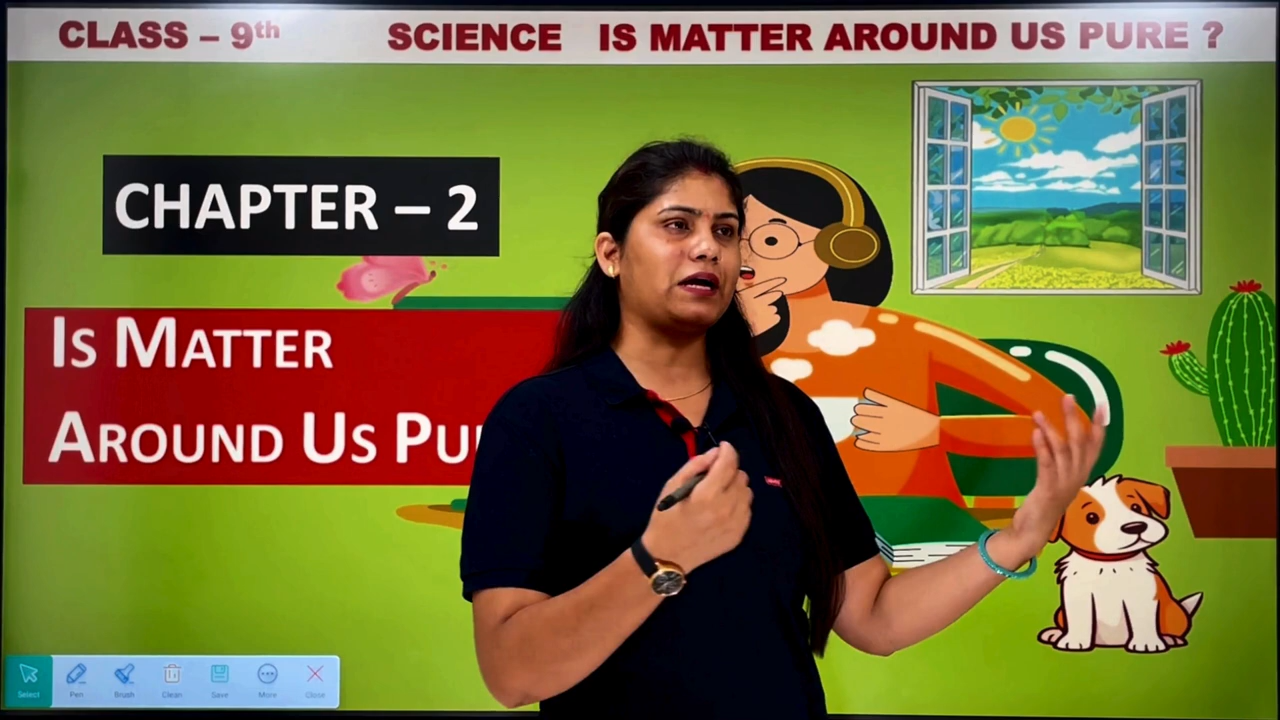 CLASS – 9th SCIENCE IS MATTER AROUND US PURE ?
CHAPTER – 2
IS MATTER
AROUND US PU
Select Pen Brush Clean Save More Close